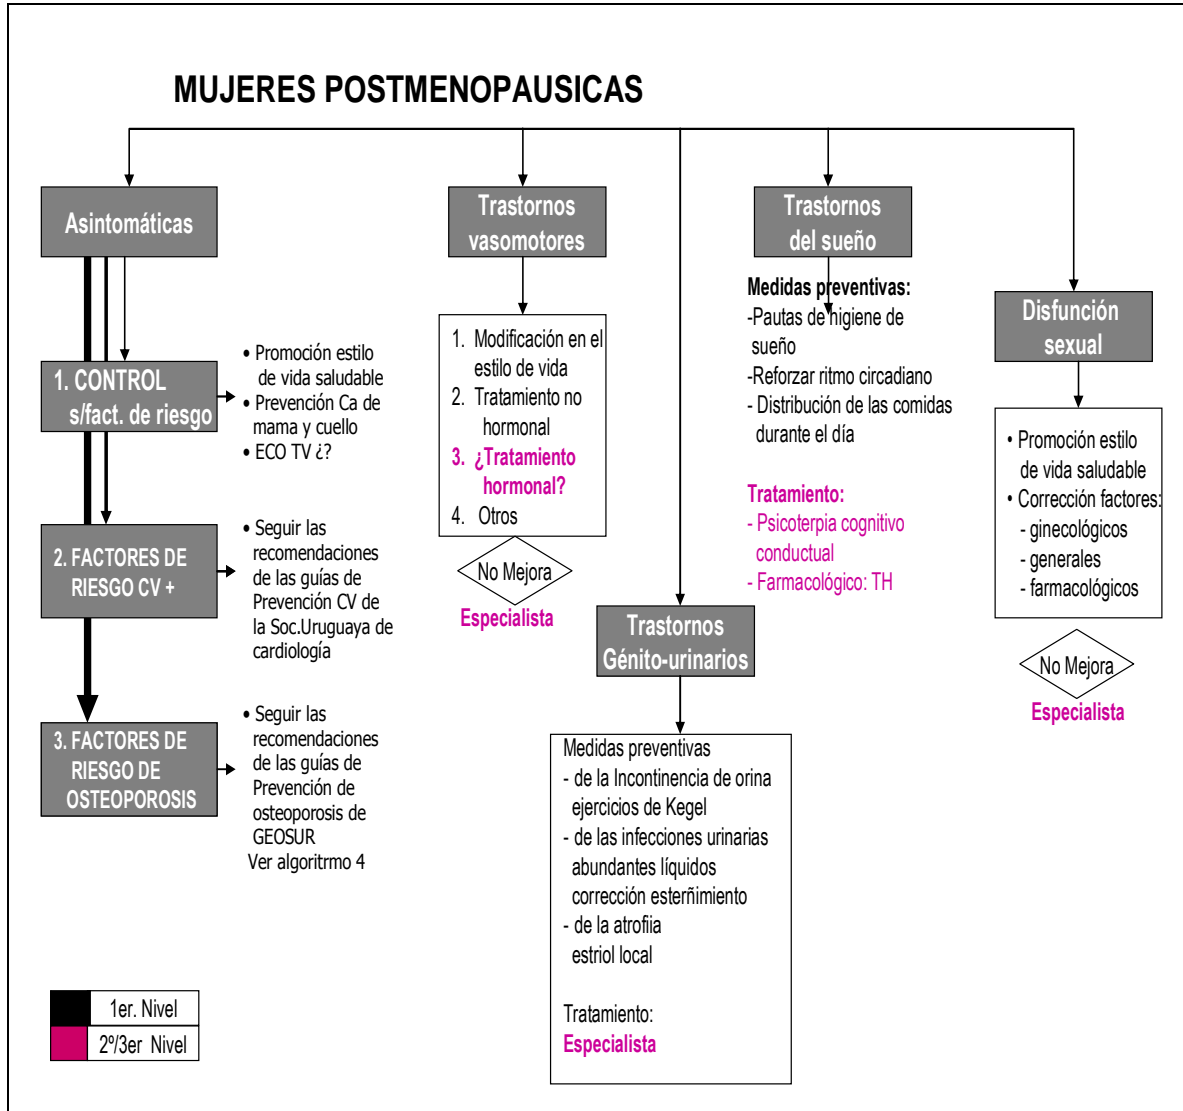 MUJERES POSTMENOPAUSICAS
Asintomáticas
1. CONTROL
s/fact. de riesgo
• Promoción estilo
de vida saludable
• Prevención Ca de
mama y cuello
• ECO TV ¿?
2. FACTORES DE
RIESGO CV +
• Seguir las
recomendaciones
de las guías de
Prevención CV de
la Soc.Uruguaya de
cardiología
3. FACTORES DE
RIESGO DE
OSTEOPOROSIS
• Seguir las
recomendaciones
de las guías de
Prevención de
osteoporosis de
GEOSUR
Ver algoritrmo 4
Trastornos
vasomotores
1. Modificación en el
estilo de vida
2. Tratamiento no
hormonal
3. ¿Tratamiento
hormonal?
4. Otros
No Mejora
Especialista
Trastornos
Génito-urinarios
Medidas preventivas
- de la Incontinencia de orina
ejercicios de Kegel
- de las infecciones urinarias
abundantes líquidos
corrección esterñimiento
- de la atrofiia
estriol local
Tratamiento:
Especialista
Trastornos
del sueño
Medidas preventivas:
-Pautas de higiene de
sueño
-Reforzar ritmo circadiano
- Distribución de las comidas
durante el día
Tratamiento:
- Psicoterpia cognitivo
conductual
- Farmacológico: TH
Disfunción
sexual
• Promoción estilo
de vida saludable
• Corrección factores:
- ginecológicos
- generales
- farmacológicos
No Mejora
Especialista
1er. Nivel
2º/3er Nivel